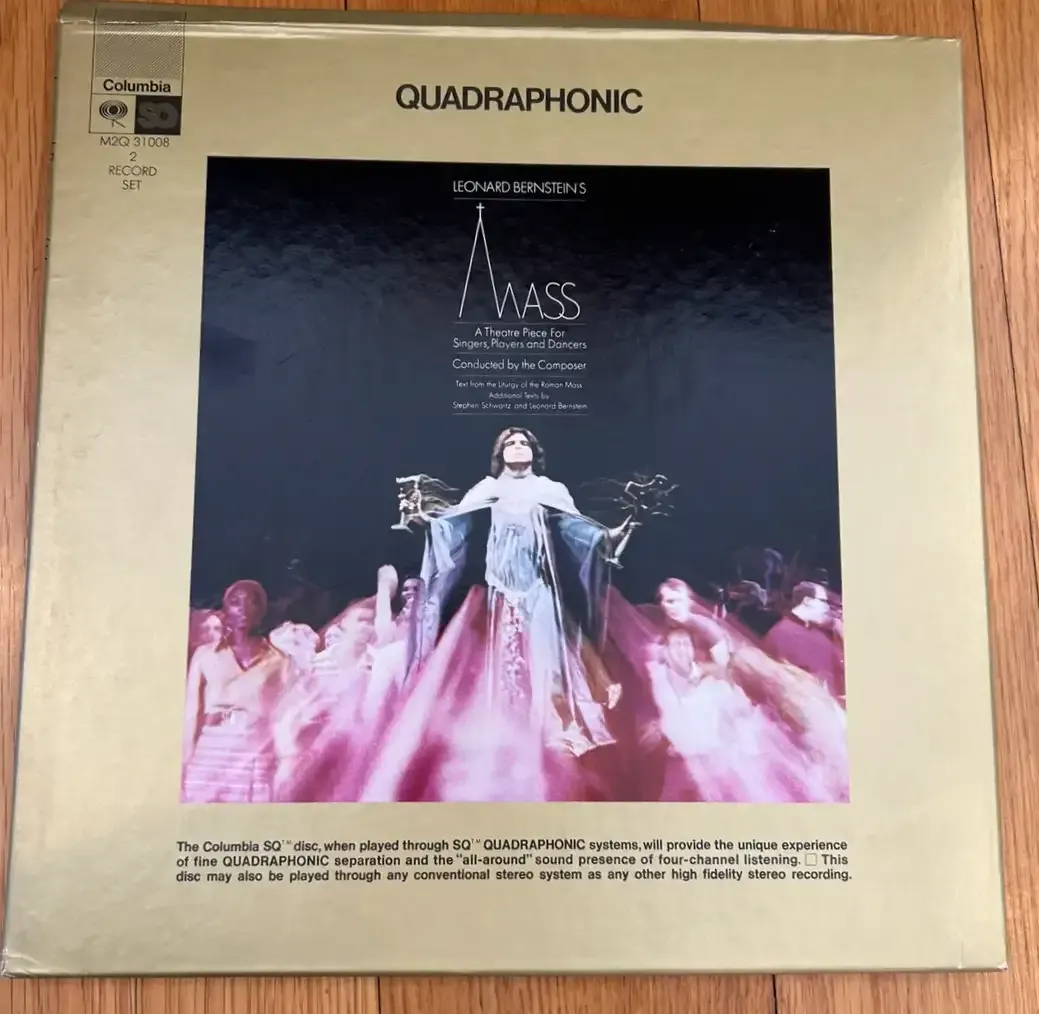 Columbia
SQ
M2Q 31008
2
RECORD
SET
QUADRAPHONIC
LEONARD BERNSTEIN'S
MASS
A Theatre Piece For
Singers, Players and Dancers
Conducted by the Composer
Text from the Liturgy of the Roman Mass
Additional Texts by
Stephen Schwartz and Leonard Bernstein
The Columbia SQ™ disc, when played through SQ™ QUADRAPHONIC systems, will provide the unique experience
of fine QUADRAPHONIC separation and the "all-around" sound presence of four-channel listening. □ This
disc may also be played through any conventional stereo system as any other high fidelity stereo recording.